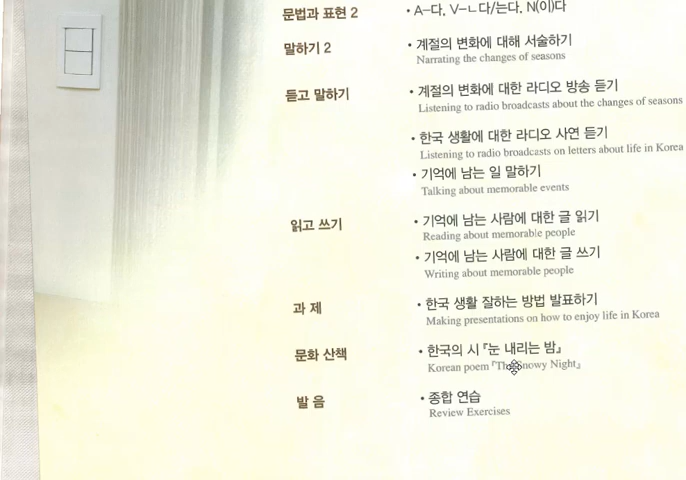 문법과 표현 2 • A–다, V–ㄴ다/는다, N(이)다
말하기 2 • 계절의 변화에 대해 서술하기
Narrating the changes of seasons
듣고 말하기 • 계절의 변화에 대한 라디오 방송 듣기
Listening to radio broadcasts about the changes of seasons
• 한국 생활에 대한 라디오 사연 듣기
Listening to radio broadcasts on letters about life in Korea
• 기억에 남는 일 말하기
Talking about memorable events
읽고 쓰기 • 기억에 남는 사람에 대한 글 읽기
Reading about memorable people
• 기억에 남는 사람에 대한 글 쓰기
Writing about memorable people
과 제 • 한국 생활 잘하는 방법 발표하기
Making presentations on how to enjoy life in Korea
문화 산책 • 한국의 시 『눈 내리는 밤』
Korean poem 『The Snowy Night』
발 음 • 종합 연습
Review Exercises